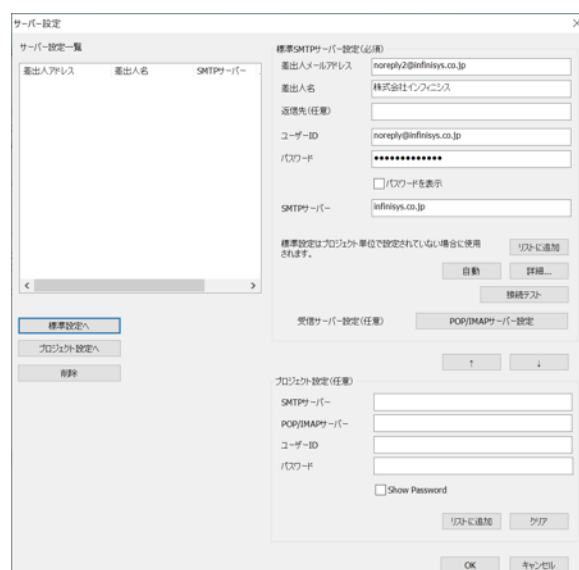 サーバー設定
サーバー設定一覧
差出人アドレス 差出人名 SMTPサーバー
標準設定へ
プロジェクト設定へ
削除
標準SMTPサーバー設定(必須)
差出人メールアドレス noreply2@infinisys.co.jp
差出人名 株式会社インフィニシス
返信先(任意)
ユーザーID noreply@infinisys.co.jp
パスワード ●●●●●●●●●●●●●
パスワードを表示
SMTPサーバー infinisys.co.jp
標準設定はプロジェクト単位で設定されていない場合に使用
されます。
リストに追加
自動 詳細...
接続テスト
受信サーバー設定(任意) POP/IMAPサーバー設定
↑ ↓
プロジェクト設定(任意)
SMTPサーバー
POP/IMAPサーバー
ユーザーID
パスワード
Show Password
リストに追加 クリア
OK キャンセル